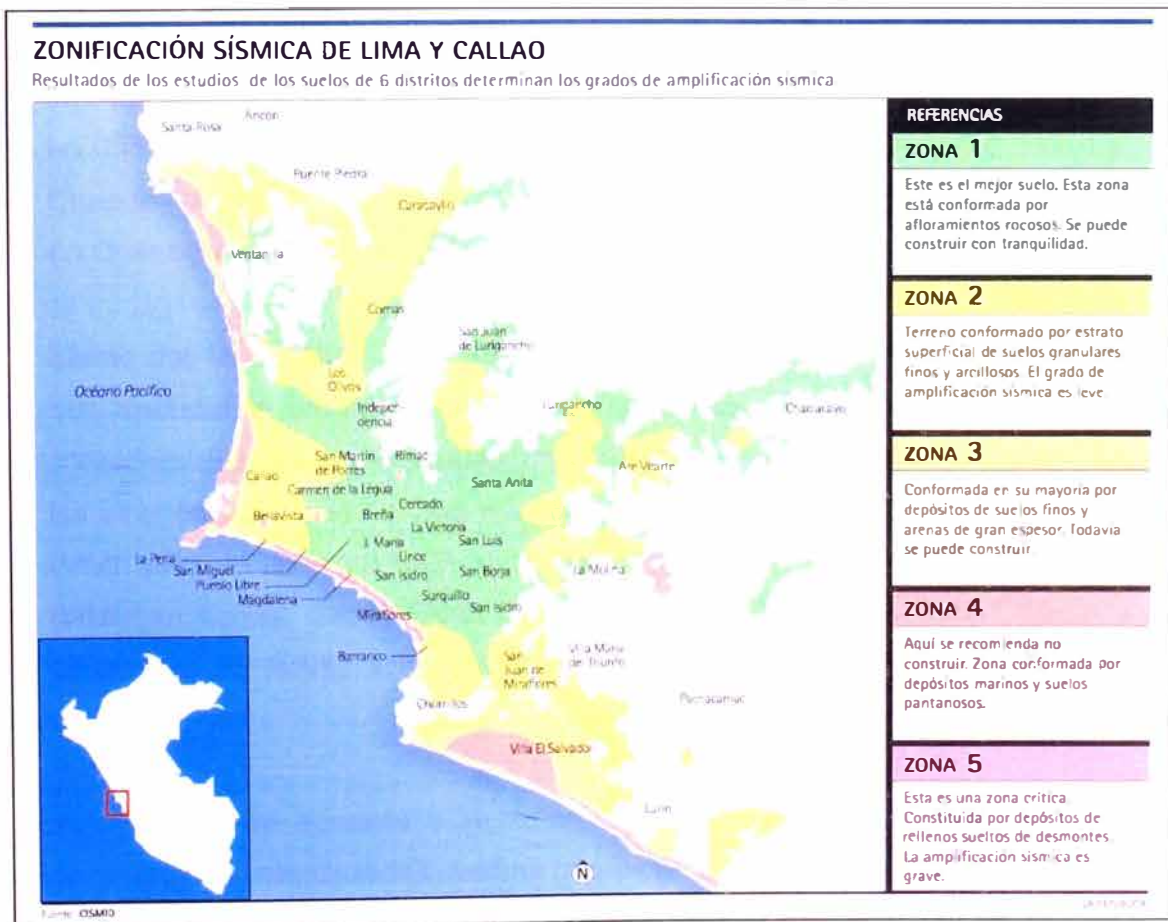 ZONIFICACIÓN SÍSMICA DE LIMA Y CALLAO
Resultados de los estudios de los suelos de 6 distritos determinan los grados de amplificación sísmica
Ancón
Santa Rosa
Puente Piedra
Carabayllo
Ventanilla
Comas
San Juan
de Lurigancho
Océano Pacífico
Los
Olivos
Indepen-
dencia
Lurigancho
Chaclacayo
San Martín
de Porres
Rímac
Ate Vitarte
Callao
Carmen de la Legua
Santa Anita
Cercado
Bellavista
Breña
La Victoria
J. María
San Luis
La Perla
Lince
San Miguel
San Isidro
San Borja
La Molina
Pueblo Libre
Magdalena
Surquillo
San Isidro
Miraflores
Barranco
San
Juan de
Miraflores
Villa María
del Triunfo
Chorrillos
Pachacamac
Villa El Salvador
Lurín
N
REFERENCIAS
ZONA 1
Este es el mejor suelo. Esta zona
está conformada por
afloramientos rocosos. Se puede
construir con tranquilidad.
ZONA 2
Terreno conformado por estrato
superficial de suelos granulares
finos y arcillosos. El grado de
amplificación sísmica es leve.
ZONA 3
Conformada en su mayoría por
depósitos de suelos finos y
arenas de gran espesor. Todavía
se puede construir.
ZONA 4
Aquí se recomienda no
construir. Zona conformada por
depósitos marinos y suelos
pantanosos.
ZONA 5
Esta es una zona crítica.
Constituida por depósitos de
rellenos sueltos de desmontes.
La amplificación sísmica es
grave.
Fuente: CISMID
LA REPÚBLICA